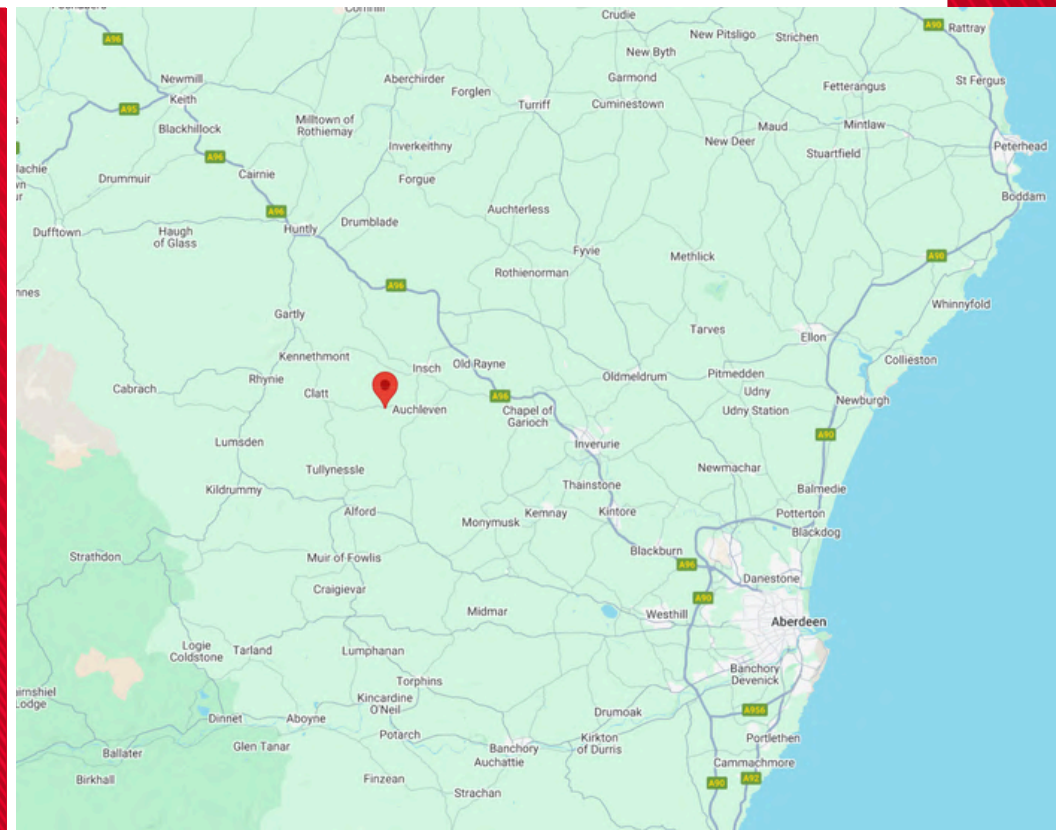 Cornhill
Crudie
A90
Rattray
A96
New Pitsligo
Strichen
New Byth
Newmill
Aberchirder
Garmond
St Fergus
Keith
Forglen
Fetterangus
A95
Turriff
Cuminestown
Milltown of
Rothiemay
Blackhillock
Maud
Mintlaw
Inverkeithny
New Deer
Peterhead
A96
Stuartfield
Cairnie
Drummuir
Forgue
Boddam
A96
Auchterless
Drumblade
Dufftown
Haugh
of Glass
Huntly
Fyvie
Methlick
A90
Rothienorman
A96
Whinnyfold
Gartly
Tarves
Ellon
Kennethmont
Collieston
Insch
Old Rayne
Rhynie
Oldmeldrum
Pitmedden
Cabrach
Clatt
Udny
A96
Newburgh
Auchleven
Chapel of
Garioch
Udny Station
A90
Lumsden
Inverurie
Tullynessle
Newmachar
Thainstone
Kildrummy
Balmedie
Alford
Kemnay
Kintore
Potterton
Monymusk
Blackdog
Strathdon
Muir of Fowlis
Blackburn
A96
Danestone
Craigievar
A90
Midmar
Westhill
Aberdeen
Logie
Coldstone
Tarland
Lumphanan
Banchory
Devenick
Torphins
Kincardine
O'Neil
A956
Drumoak
Dinnet
Aboyne
Potarch
Kirkton
of Durris
Portlethen
Glen Tanar
Banchory
Ballater
Auchattie
Cammachmore
Birkhall
Finzean
A92
A90
Strachan